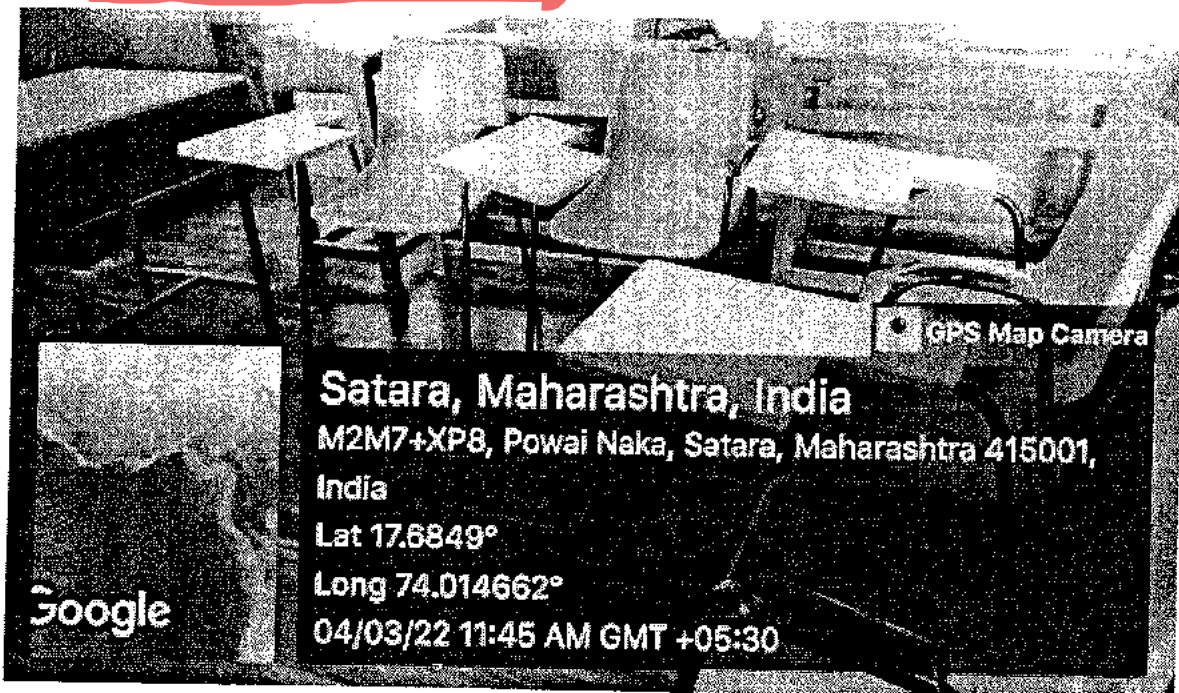 GPS Map Camera
Satara, Maharashtra, India
M2M7+XP8, Powai Naka, Satara, Maharashtra 415001,
India
Lat 17.6849°
Long 74.014662°
04/03/22 11:45 AM GMT +05:30
Google